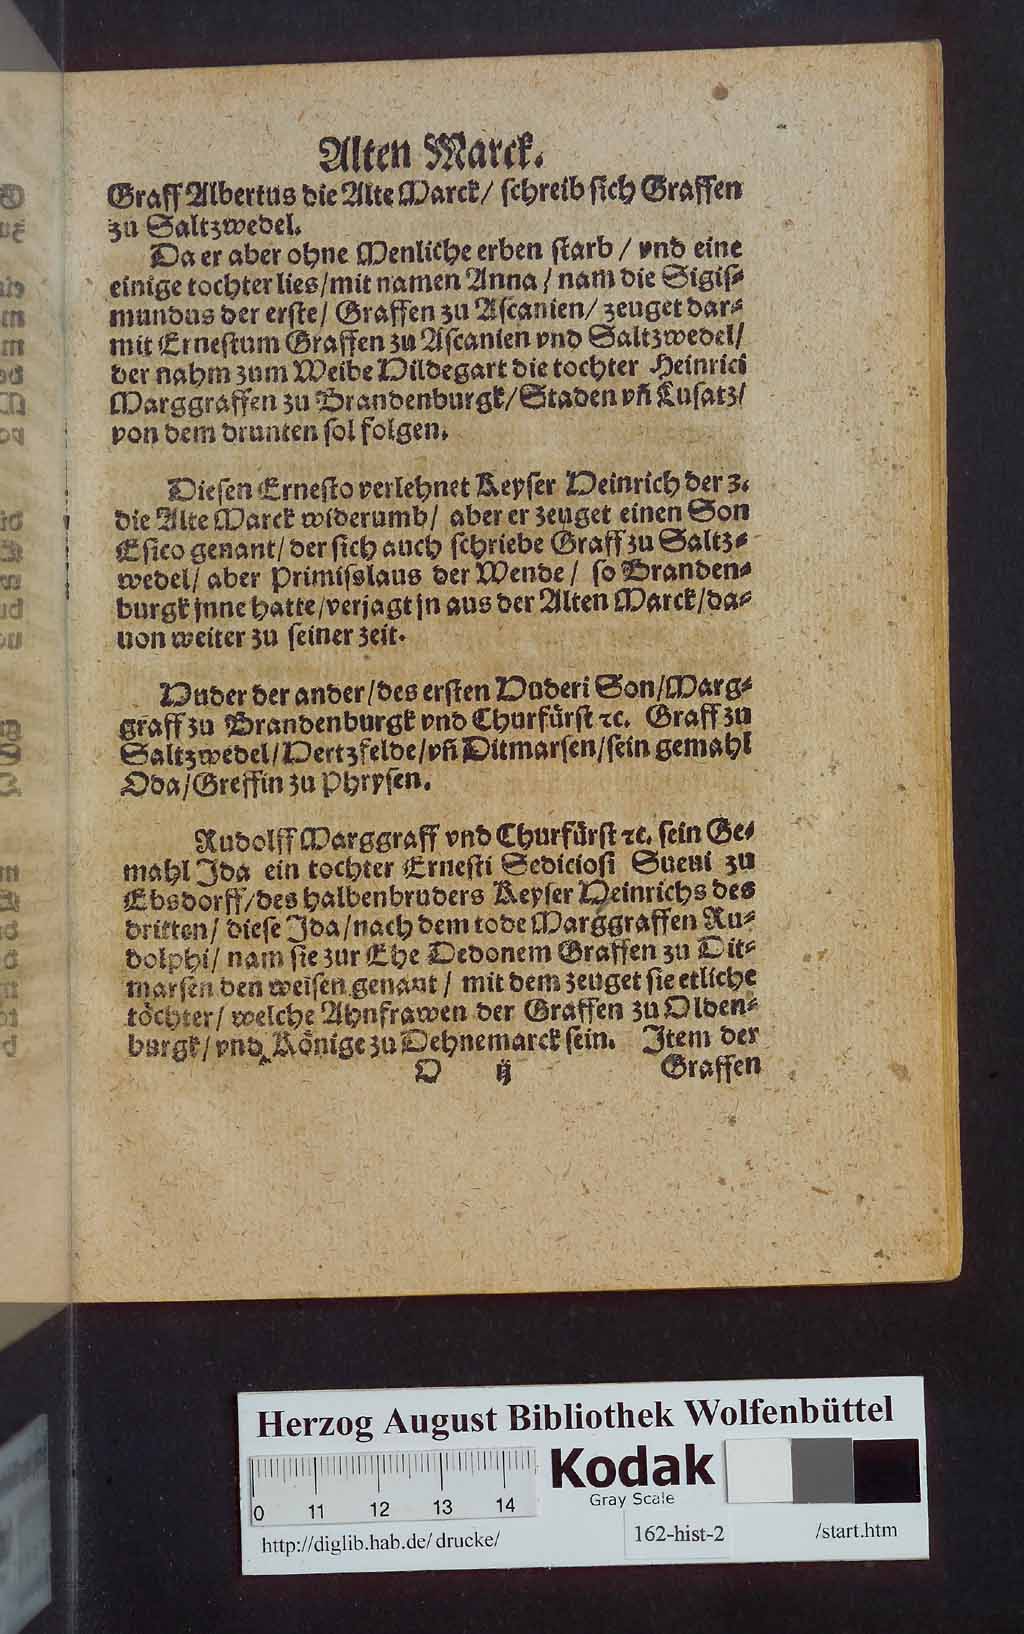 Alten Marck.
Graff Albertus die Alte Marck/ schreib sich Graffen
zu Saltzwedel.
Da er aber ohne Menliche erben starb / vnd eine
einige tochter lies/mit namen Anna/ nam die Sigis⸗
mundus der erste/ Graffen zu Ascanien/ zeuget dar⸗
mit Ernestum Graffen zu Ascanien vnd Saltzwedel/
der nahm zum Weibe Hildegart die tochter Heinrici
Marggraffen zu Brandenburgk/Staden vñ Lusatz/
von dem drunten sol folgen.
Diesen Ernesto verlehnet Keyser Heinrich der 3.
die Alte Marck widerumb/ aber er zeuget einen Son
Esico genant/ der sich auch schriebe Graff zu Saltz⸗
wedel/ aber Primisslaus der Wende/ so Branden⸗
burgk jnne hatte/verjagt jn aus der Alten Marck/da⸗
uon weiter zu seiner zeit.
Huder der ander/des ersten Huderi Son/Marg⸗
graff zu Brandenburgk vnd Churfürst ꝛc. Graff zu
Saltzwedel/Hertzfelde/vñ Ditmarsen/sein gemahl
Oda/Greffin zu Phrysen.
Rudolff Marggraff vnd Churfürst ꝛc. sein Ge⸗
mahl Ida ein tochter Ernesti Sediciosi Sueui zu
Ebsdorff/des halbenbruders Keyser Heinrichs des
dritten/ diese Ida/nach dem tode Marggraffen Ru⸗
dolphi/ nam sie zur Ehe Dedonem Graffen zu Dit⸗
marsen den weisen genant/ mit dem zeuget sie etliche
töchter/ welche Ahnfrawen der Graffen zu Olden⸗
burgk/ vnd Könige zu Dehnemarck sein. Item der
D ij Graffen
Herzog August Bibliothek Wolfenbüttel
Kodak
Gray Scale
0 11 12 13 14
http://diglib.hab.de/drucke/ 162-hist-2 /start.htm